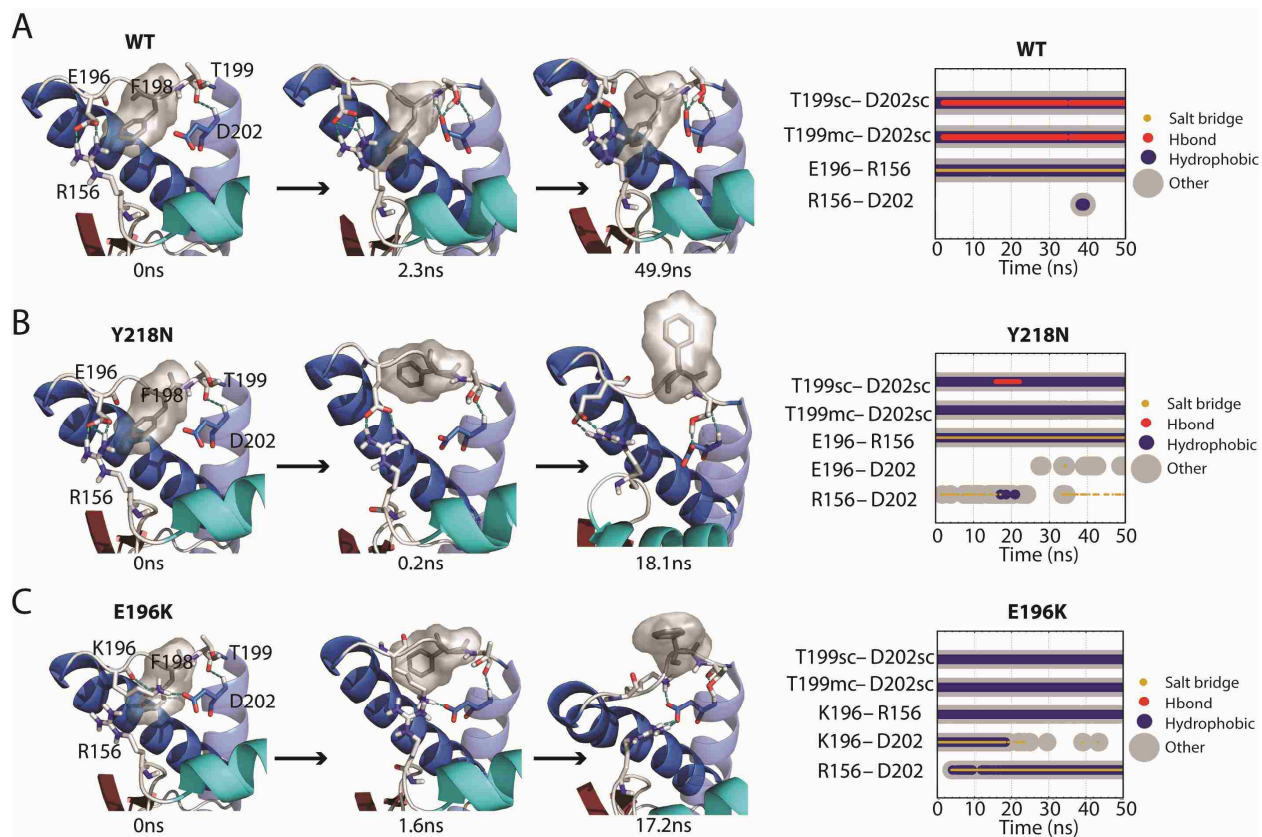 A
WT
E196
F198
T199
D202
R156
0ns
2.3ns
49.9ns
WT
T199sc–D202sc
T199mc–D202sc
E196–R156
R156–D202
0 10 20 30 40 50
Time (ns)
Salt bridge
Hbond
Hydrophobic
Other
B
Y218N
E196
F198
T199
D202
R156
0ns
0.2ns
18.1ns
Y218N
T199sc–D202sc
T199mc–D202sc
E196–R156
E196–D202
R156–D202
0 10 20 30 40 50
Time (ns)
Salt bridge
Hbond
Hydrophobic
Other
C
E196K
K196
F198
T199
D202
R156
0ns
1.6ns
17.2ns
E196K
T199sc–D202sc
T199mc–D202sc
K196–R156
K196–D202
R156–D202
0 10 20 30 40 50
Time (ns)
Salt bridge
Hbond
Hydrophobic
Other